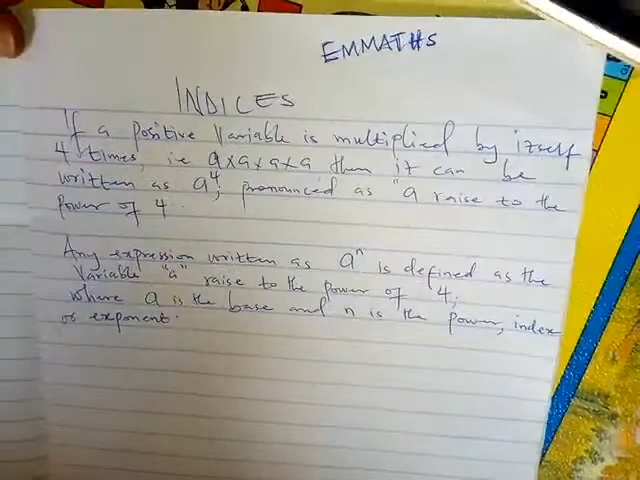 EMMATHS
INDICES
If a positive Variable is multiplied by itself
4 times, ie a×a×a×a then it can be
written as a⁴; pronounced as "a raise to the
Power of 4.
Any expression written as aⁿ is defined as the
Variable "a" raise to the power of 4;
where a is the base and n is the power, index
or exponent.